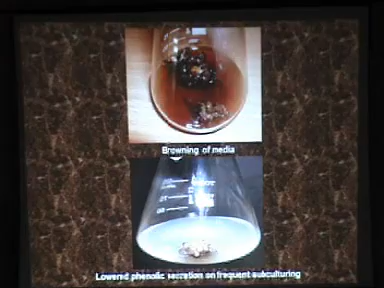 Browning of media
Lowered phenolic secretion on frequent subculturing